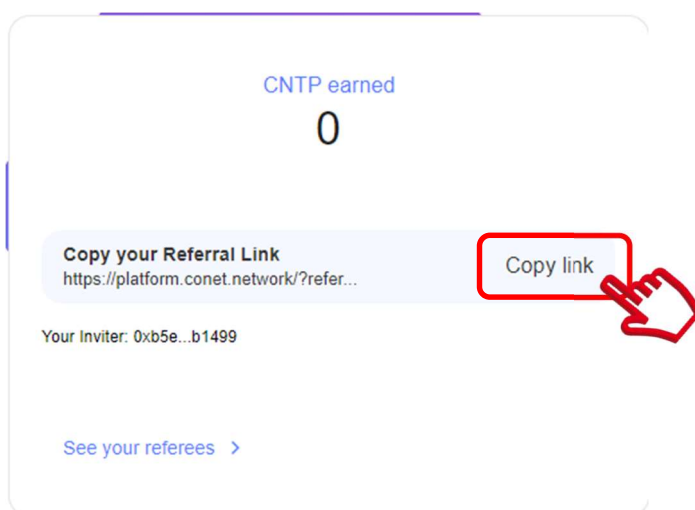 CNTP earned
0
Copy your Referral Link
https://platform.conet.network/?refer...
Copy link
Your Inviter: 0xb5e...b1499
See your referees >